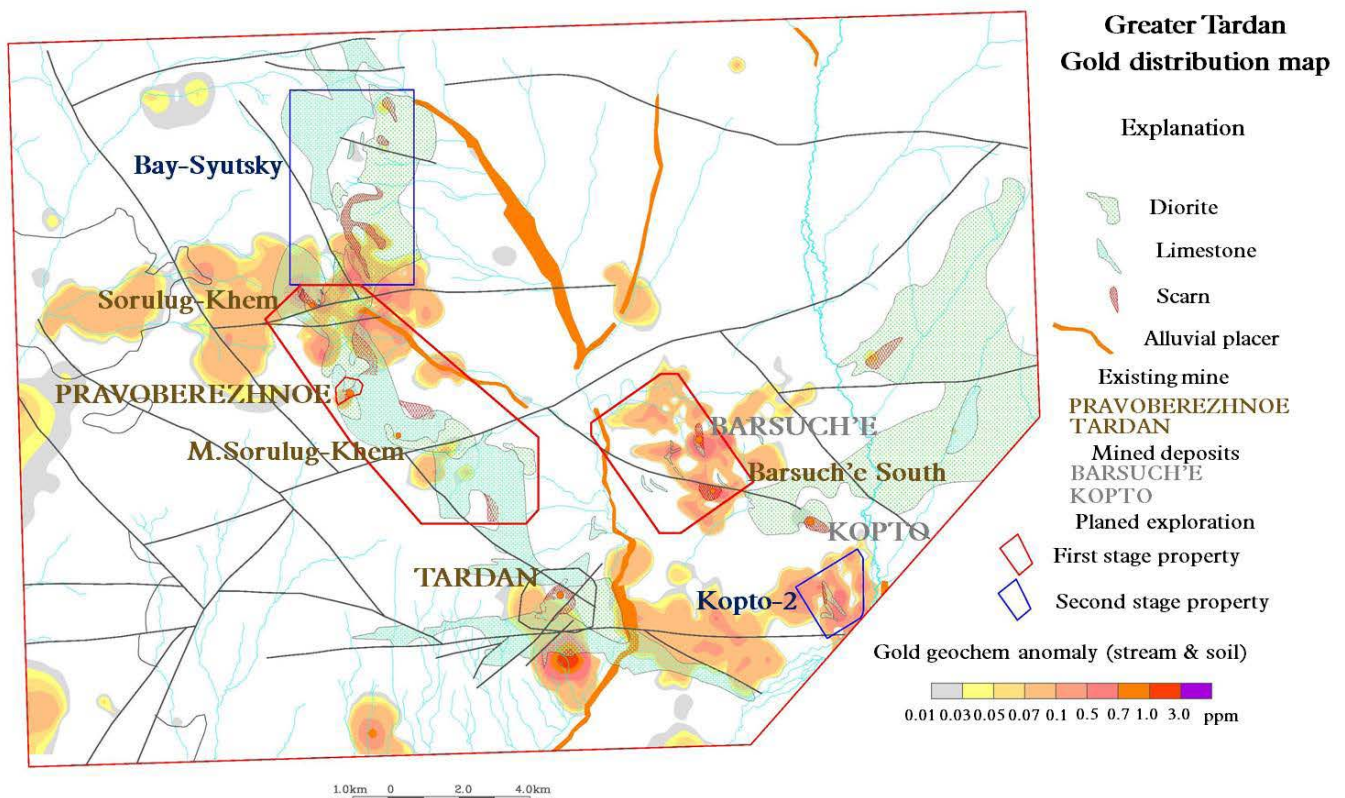 Greater Tardan
Gold distribution map
Explanation
Diorite
Limestone
Scarn
Alluvial placer
Existing mine
PRAVOBEREZHNOE
TARDAN
Mined deposits
BARSUCH'E
KOPTO
Planed exploration
First stage property
Second stage property
Gold geochem anomaly (stream & soil)
0.01 0.03 0.05 0.07 0.1 0.5 0.7 1.0 3.0 ppm
Bay-Syutsky
Sorulug-Khem
PRAVOBEREZHNOE
M.Sorulug-Khem
BARSUCH'E
Barsuch'e South
KOPTO
TARDAN
Kopto-2
1.0km 0 2.0 4.0km